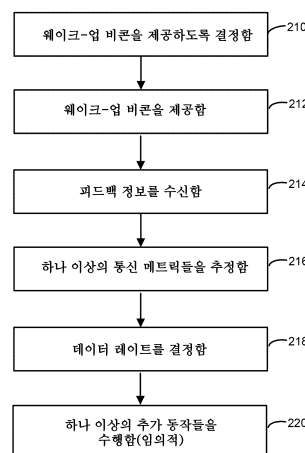 웨이크-업 비콘을 제공하도록 결정함
210
웨이크-업 비콘을 제공함
212
피드백 정보를 수신함
214
하나 이상의 통신 메트릭들을 추정함
216
데이터 레이트를 결정함
218
하나 이상의 추가 동작들을
수행함(임의적)
220